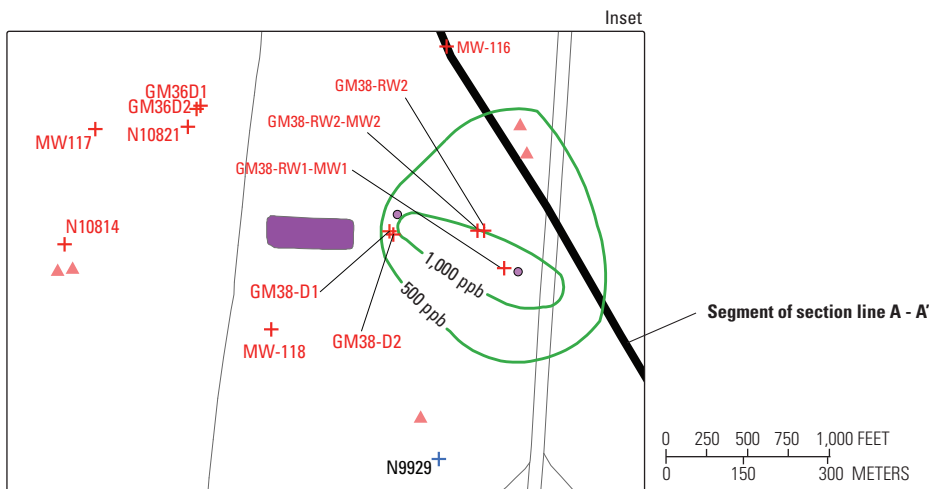 Inset
MW-116
GM38-RW2
GM36D1
GM36D2
GM38-RW2-MW2
MW117
N10821
GM38-RW1-MW1
N10814
1,000 ppb
GM38-D1
500 ppb
Segment of section line A - A'
GM38-D2
MW-118
N9929
0 250 500 750 1,000 FEET
0 150 300 METERS